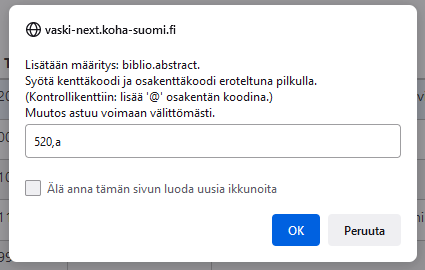 vaski-next.koha-suomi.fi
Lisätään määritys: biblio.abstract.
Syötä kenttäkoodi ja osakenttäkoodi eroteltuna pilkulla.
(Kontrollikenttiin: lisää '@' osakentän koodina.)
Muutos astuu voimaan välittömästi.
520,a
Älä anna tämän sivun luoda uusia ikkunoita
OK Peruuta